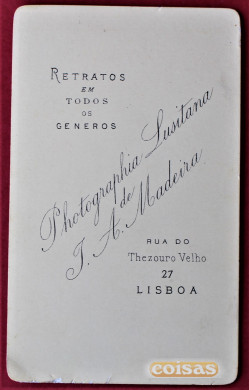 RETRATOS
EM
TODOS
OS
GENEROS
Photographia Lusitana
de
J. A. Madeira
RUA DO
Thezouro Velho
27
LISBOA
coisas